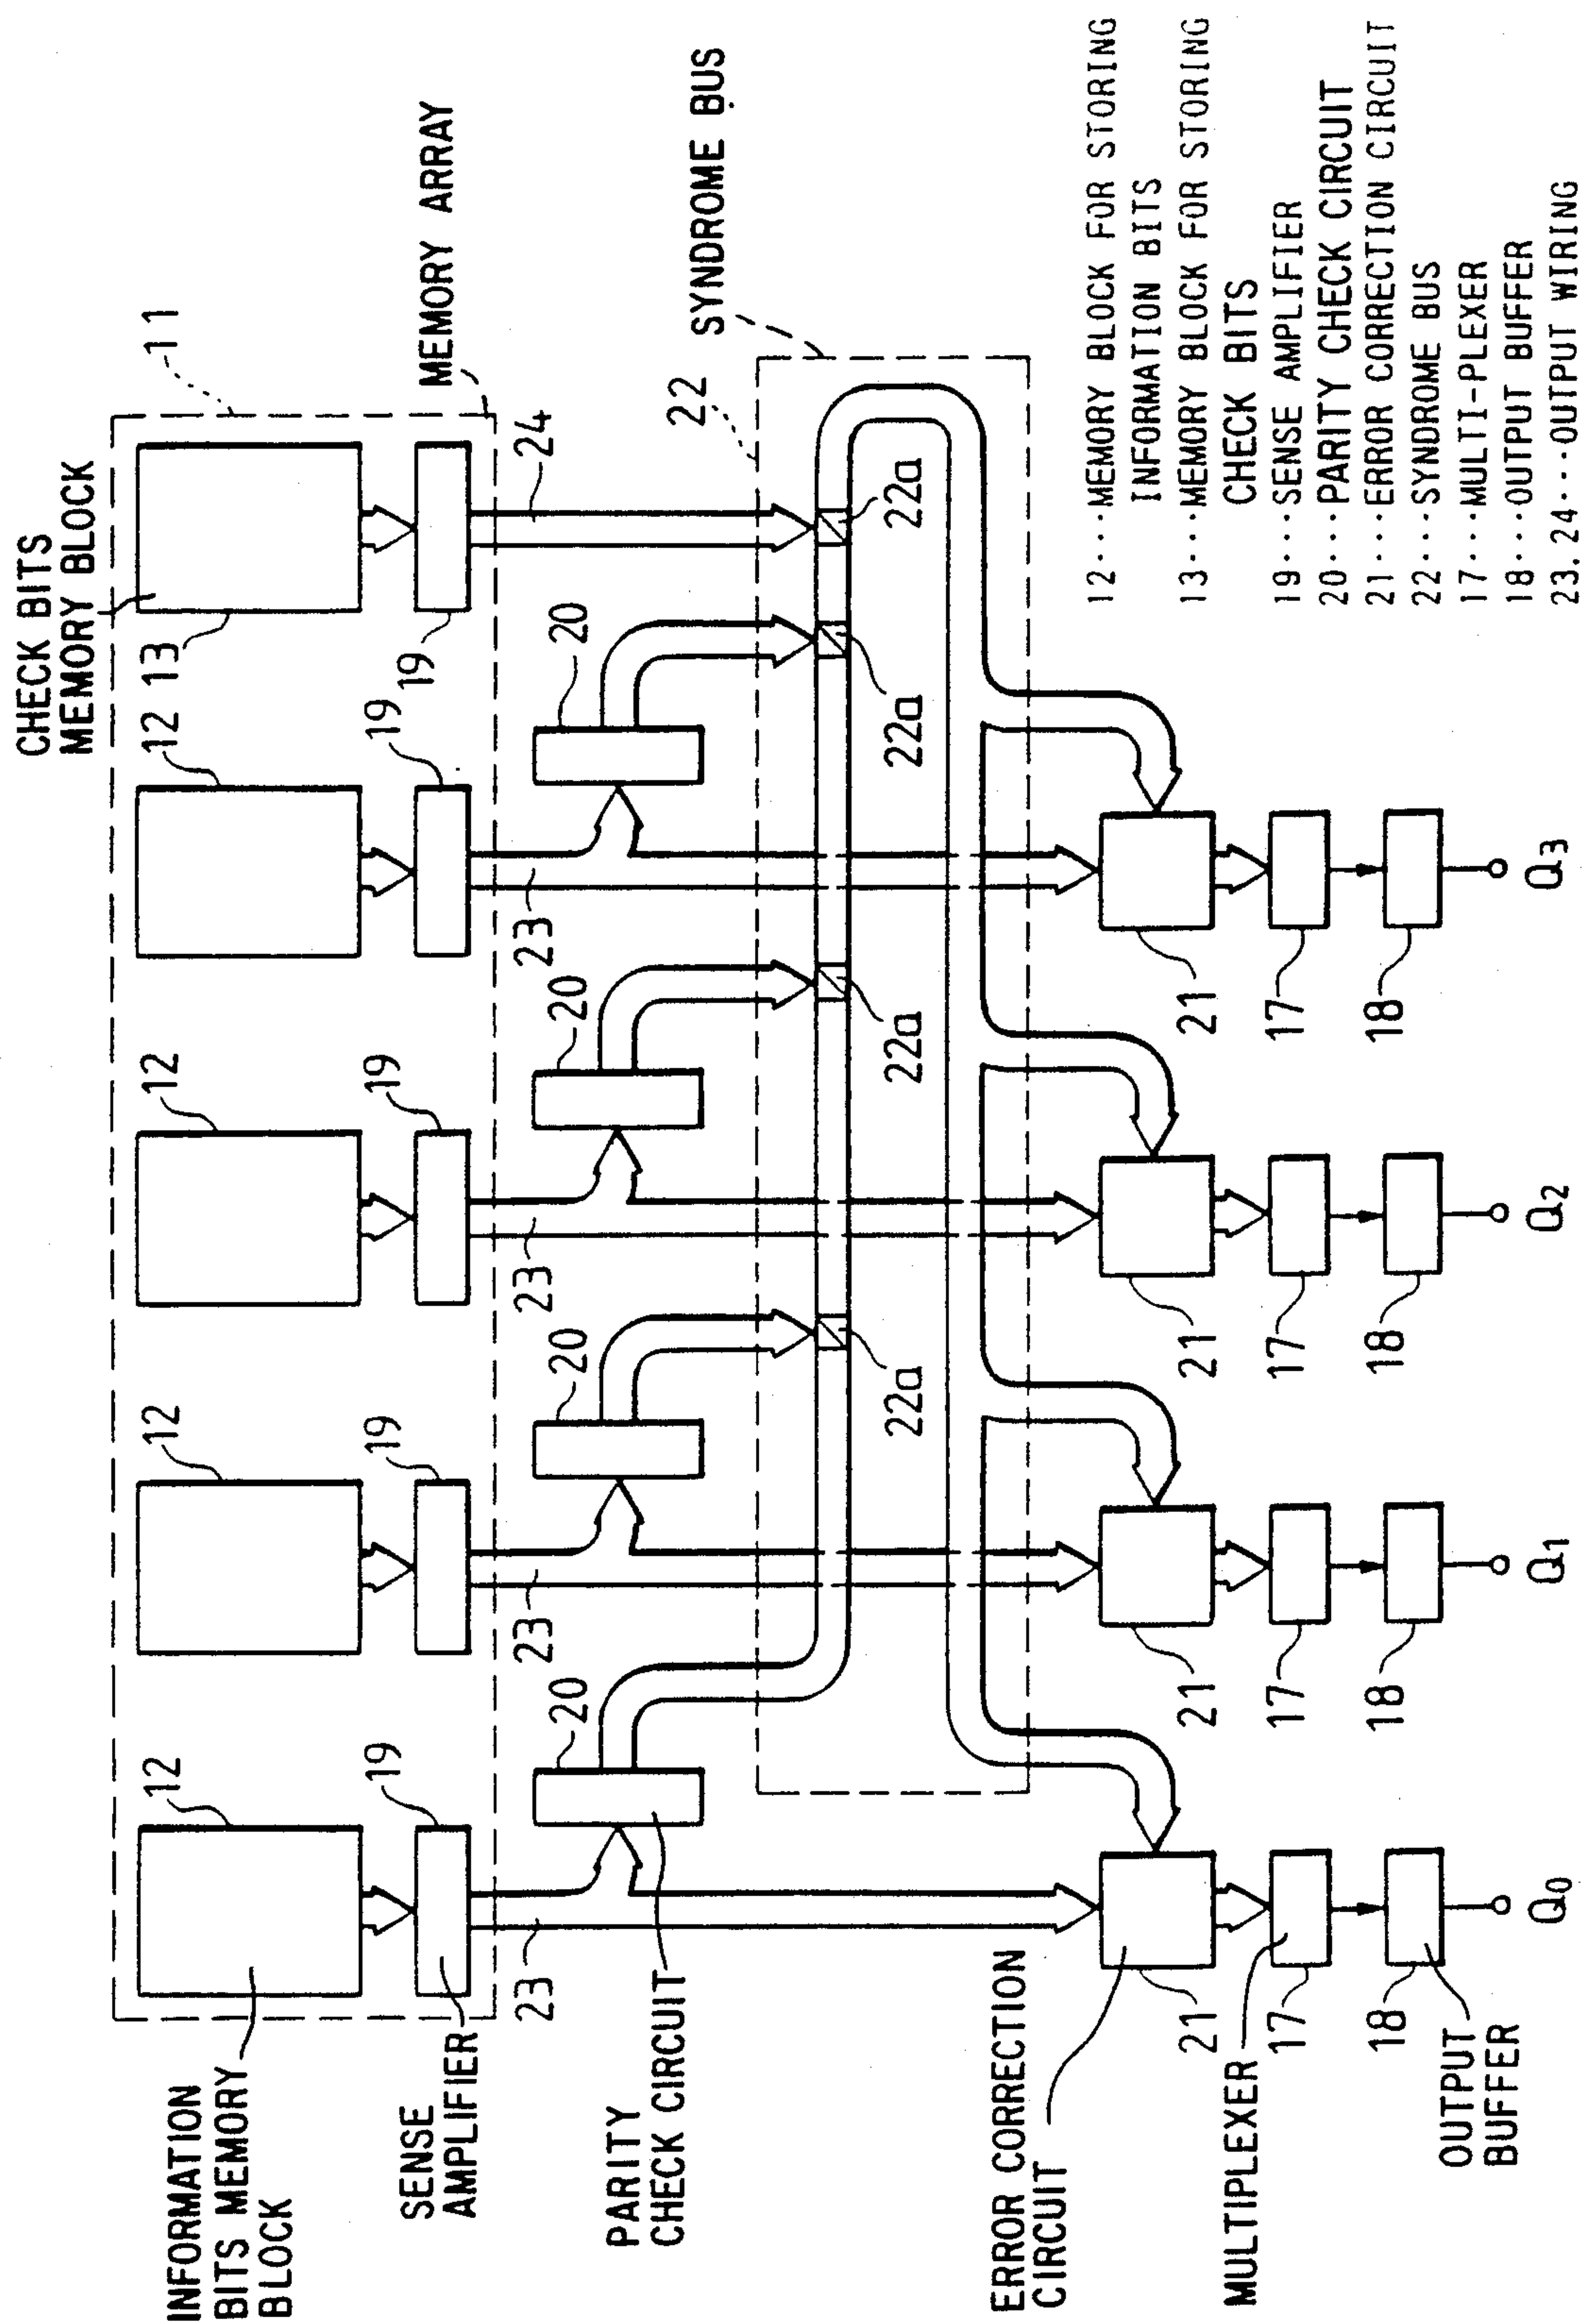 CHECK BITS
MEMORY BLOCK
11
MEMORY ARRAY
SYNDROME BUS
INFORMATION
BITS MEMORY
BLOCK
12
12
12
12
13
SENSE
AMPLIFIER
19
19
19
19
19
23
23
23
23
24
PARITY
CHECK CIRCUIT
20
20
20
20
22
22a
22a
22a
22a
ERROR CORRECTION
CIRCUIT
21
21
21
21
MULTIPLEXER
17
17
17
17
OUTPUT
BUFFER
18
18
18
18
Q0
Q1
Q2
Q3
12···MEMORY BLOCK FOR STORING
INFORMATION BITS
13···MEMORY BLOCK FOR STORING
CHECK BITS
19···SENSE AMPLIFIER
20···PARITY CHECK CIRCUIT
21···ERROR CORRECTION CIRCUIT
22···SYNDROME BUS
17···MULTI-PLEXER
18···OUTPUT BUFFER
23.24···OUTPUT WIRING